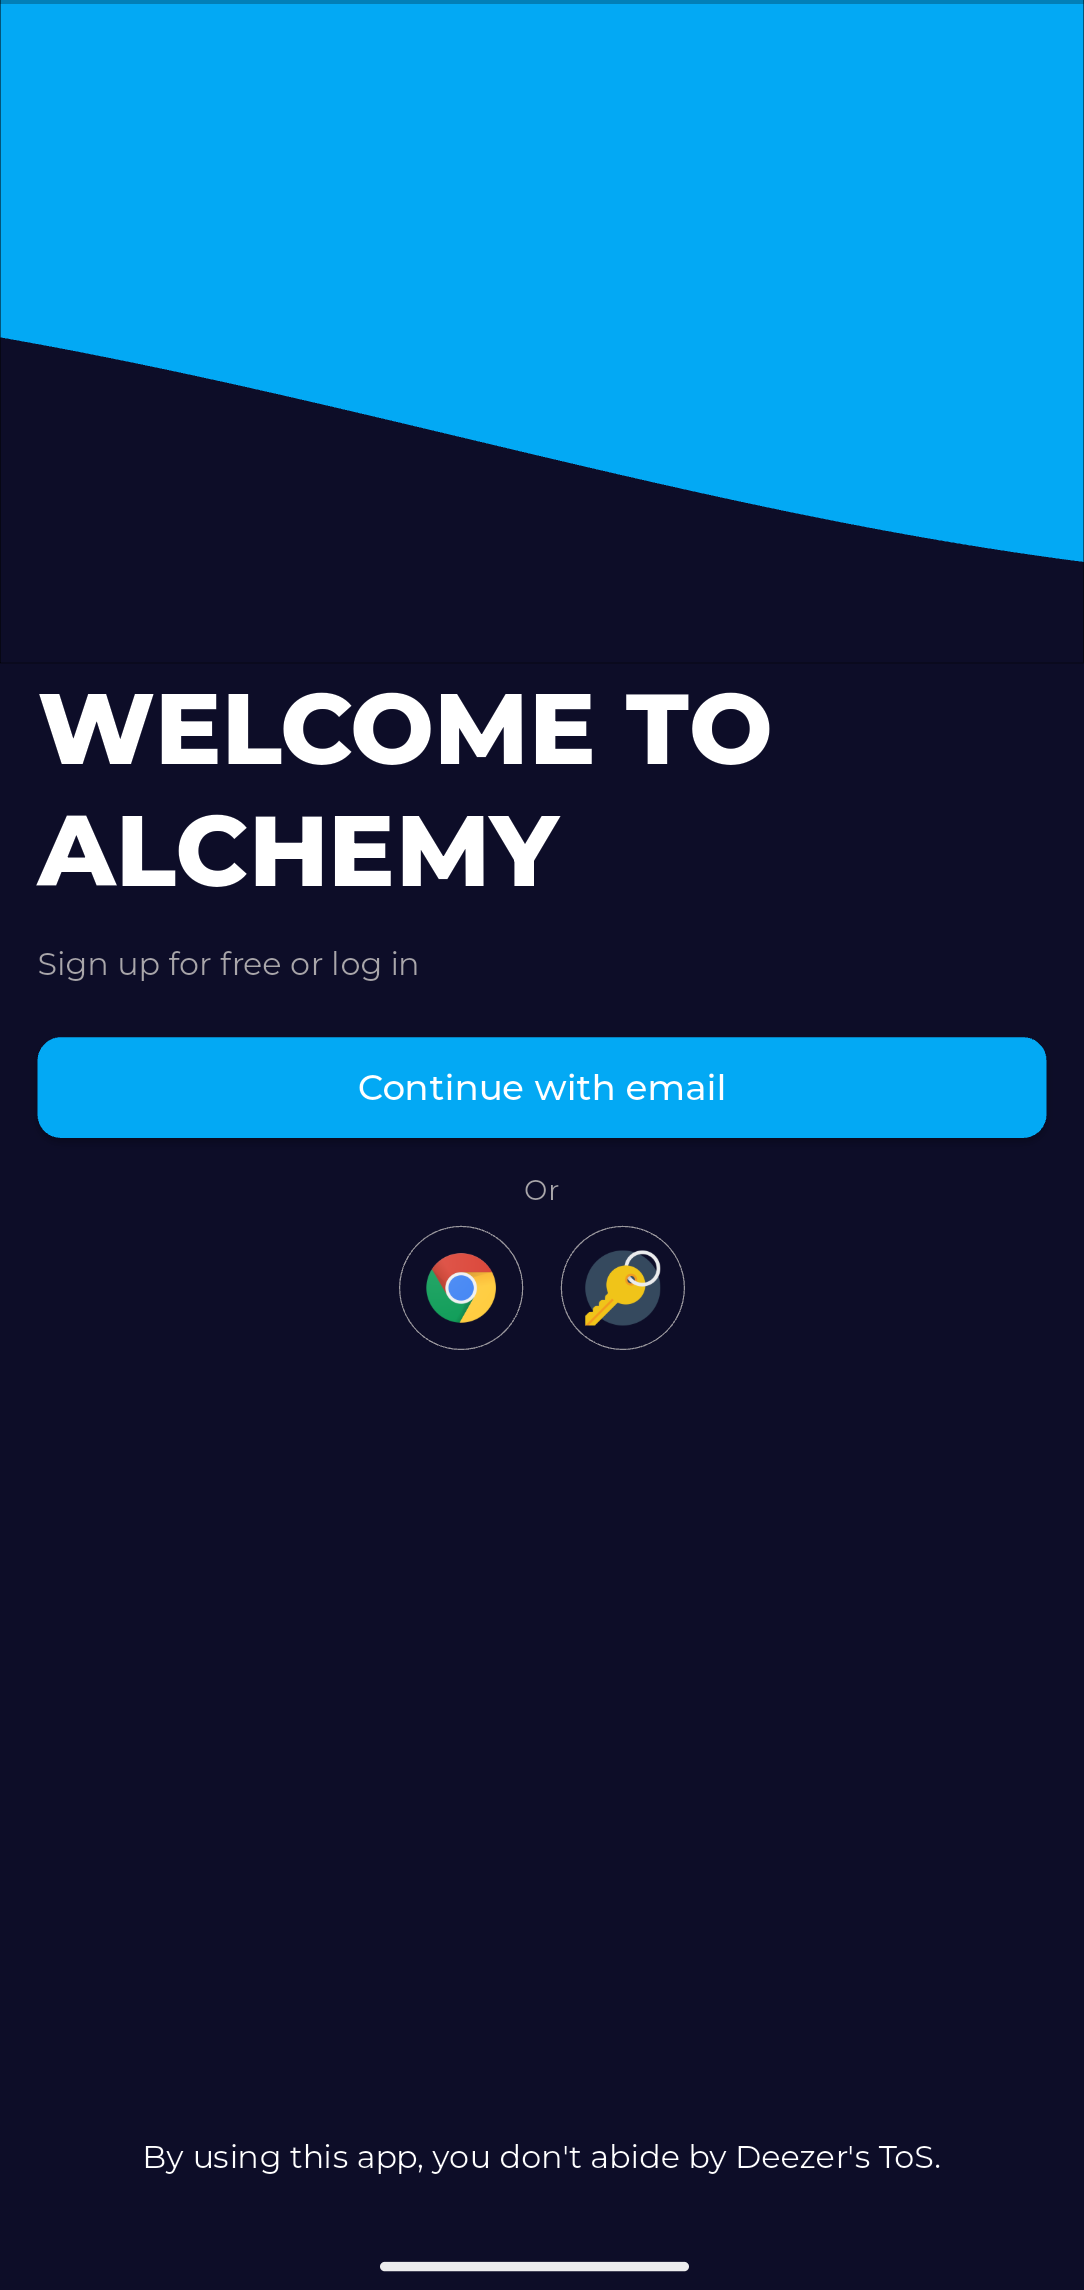 WELCOME TO
ALCHEMY
Sign up for free or log in
Continue with email
Or
By using this app, you don't abide by Deezer's ToS.